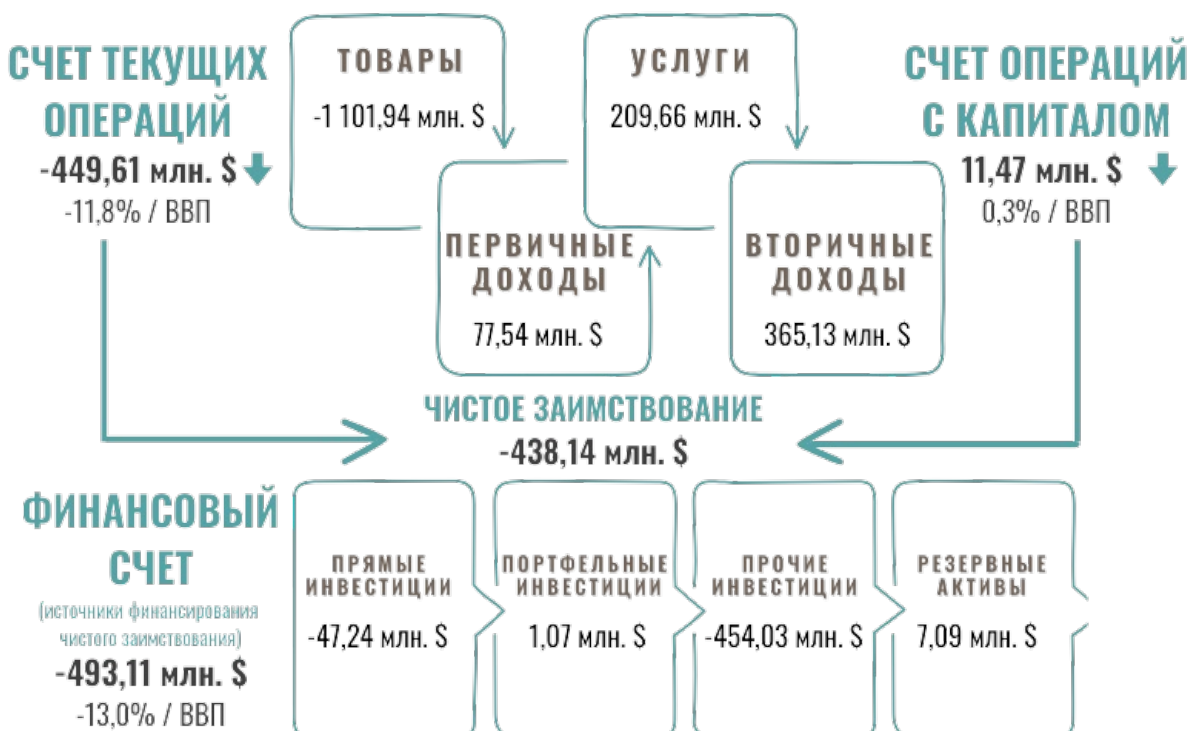 СЧЕТ ТЕКУЩИХ
ОПЕРАЦИЙ
-449,61 млн. $
-11,8% / ВВП
ТОВАРЫ
-1 101,94 млн. $
УСЛУГИ
209,66 млн. $
СЧЕТ ОПЕРАЦИЙ
С КАПИТАЛОМ
11,47 млн. $
0,3% / ВВП
ПЕРВИЧНЫЕ
ДОХОДЫ
77,54 млн. $
ВТОРИЧНЫЕ
ДОХОДЫ
365,13 млн. $
ЧИСТОЕ ЗАИМСТВОВАНИЕ
-438,14 млн. $
ФИНАНСОВЫЙ
СЧЕТ
(источники финансирования
чистого заимствования)
-493,11 млн. $
-13,0% / ВВП
ПРЯМЫЕ
ИНВЕСТИЦИИ
-47,24 млн. $
ПОРТФЕЛЬНЫЕ
ИНВЕСТИЦИИ
1,07 млн. $
ПРОЧИЕ
ИНВЕСТИЦИИ
-454,03 млн. $
РЕЗЕРВНЫЕ
АКТИВЫ
7,09 млн. $